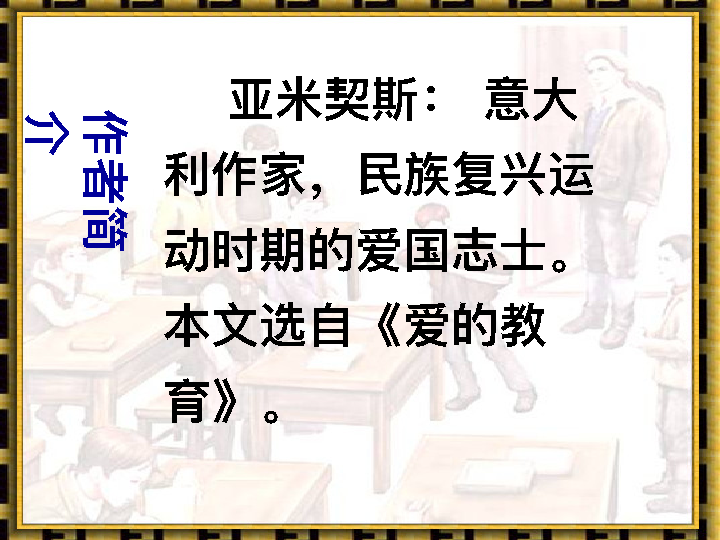 作者简
介
亚米契斯： 意大
利作家，民族复兴运
动时期的爱国志士。
本文选自《爱的教
育》。